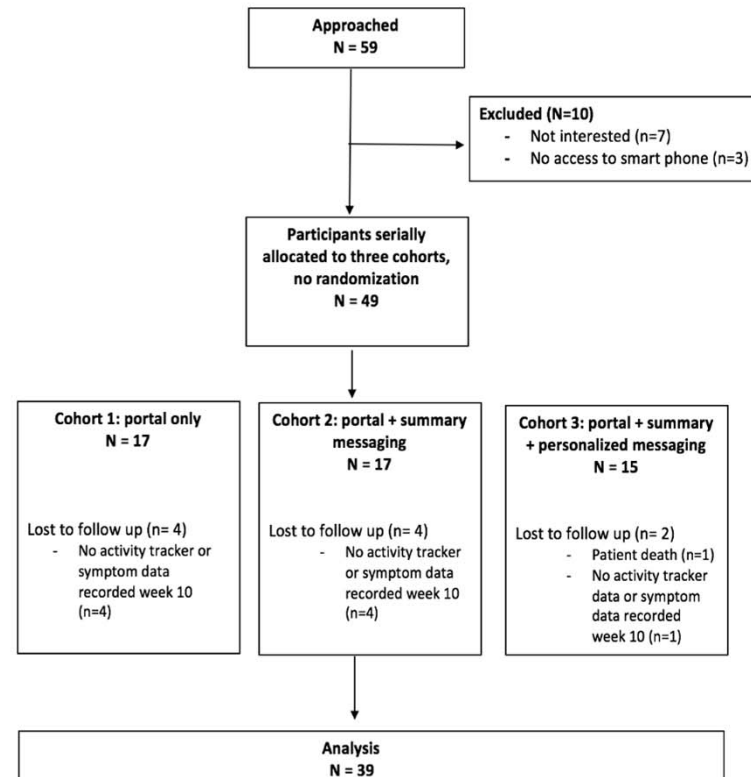 Approached
N = 59
Excluded (N=10)
- Not interested (n=7)
- No access to smart phone (n=3)
Participants serially
allocated to three cohorts,
no randomization
N = 49
Cohort 1: portal only
N = 17
Lost to follow up (n= 4)
- No activity tracker or
symptom data
recorded week 10
(n=4)
Cohort 2: portal + summary
messaging
N = 17
Lost to follow up (n= 4)
- No activity tracker
or symptom data
recorded week 10
(n=4)
Cohort 3: portal + summary
+ personalized messaging
N = 15
Lost to follow up (n= 2)
- Patient death (n=1)
- No activity tracker
data or symptom
data recorded
week 10 (n=1)
Analysis
N = 39